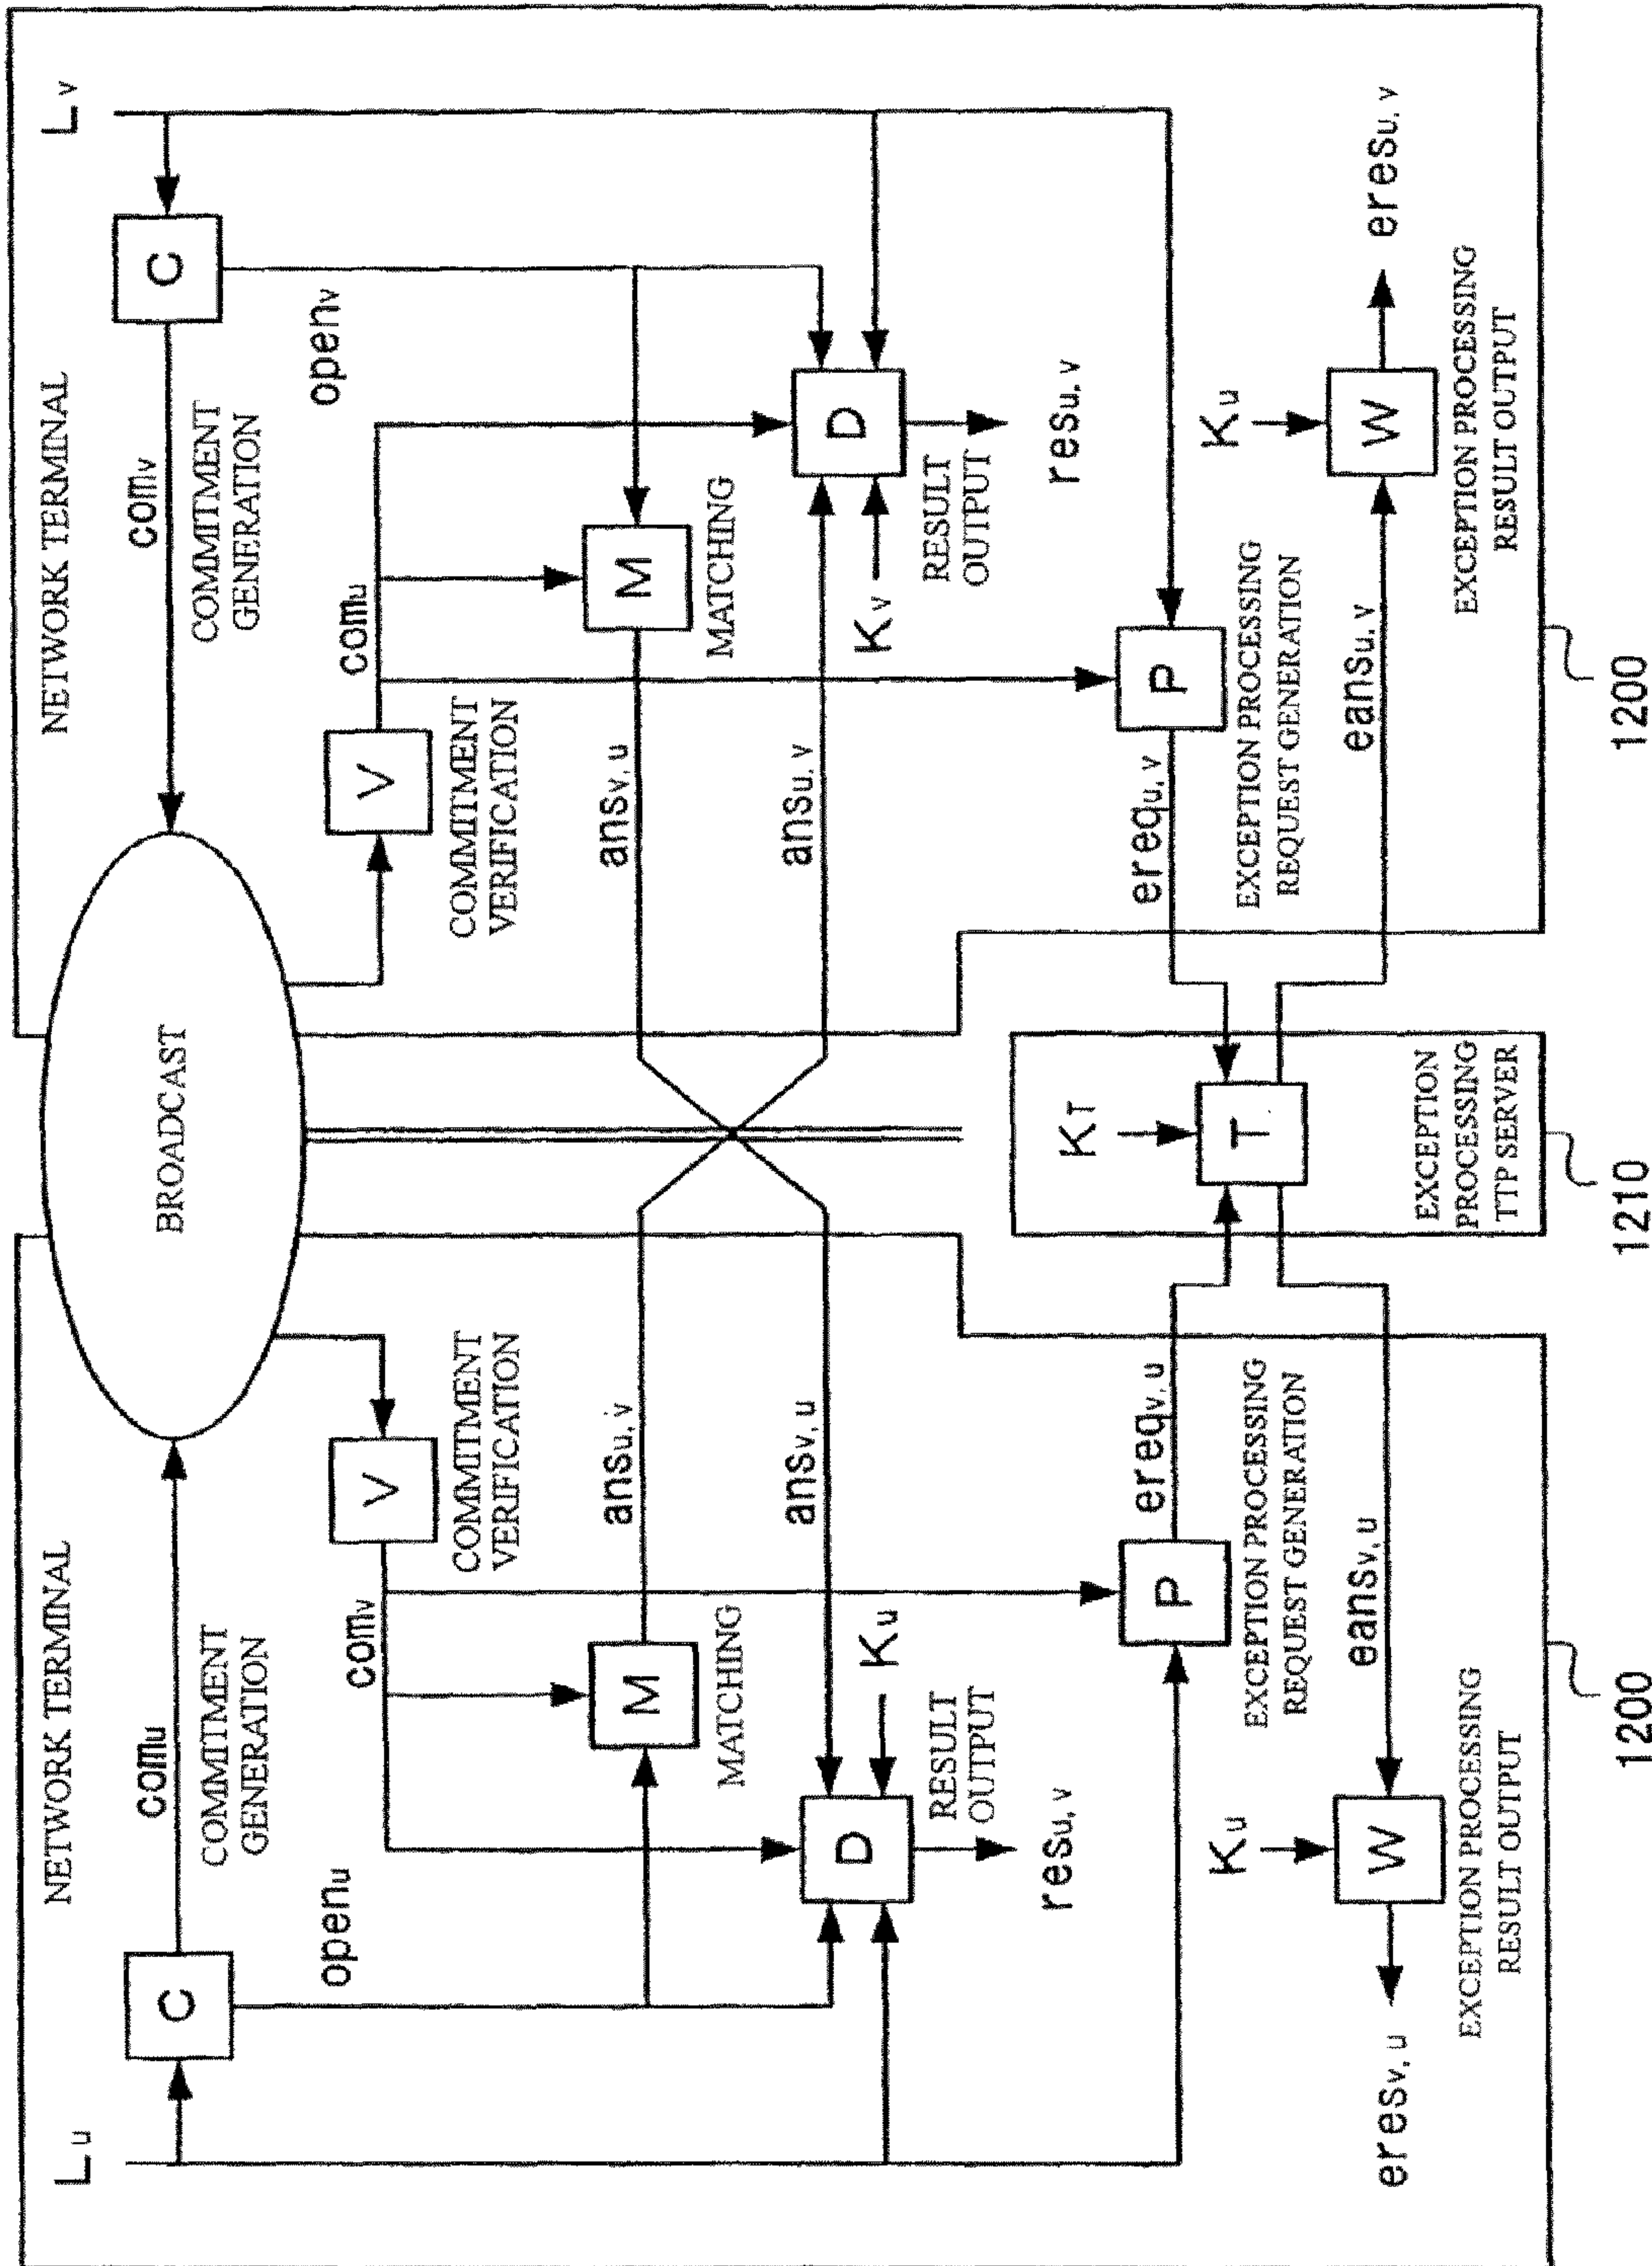 Lu
NETWORK TERMINAL
C
comu
COMMITMENT
GENERATION
BROADCAST
openu
V
COMMITMENT
VERIFICATION
comv
M
MATCHING
ansu,v
ansv,u
D
Ku
RESULT
OUTPUT
resu,v
P
ereqv,u
EXCEPTION PROCESSING
REQUEST GENERATION
Ku
W
eansv,u
eresv,u
EXCEPTION PROCESSING
RESULT OUTPUT
1200
KT
T
EXCEPTION
PROCESSING
TTP SERVER
1210
NETWORK TERMINAL
Lv
C
comv
COMMITMENT
GENERATION
openv
V
COMMITMENT
VERIFICATION
comu
M
MATCHING
ansv,u
ansu,v
D
Kv
RESULT
OUTPUT
resu,v
P
erequ,v
EXCEPTION PROCESSING
REQUEST GENERATION
Ku
W
eansu,v
eresu,v
EXCEPTION PROCESSING
RESULT OUTPUT
1200